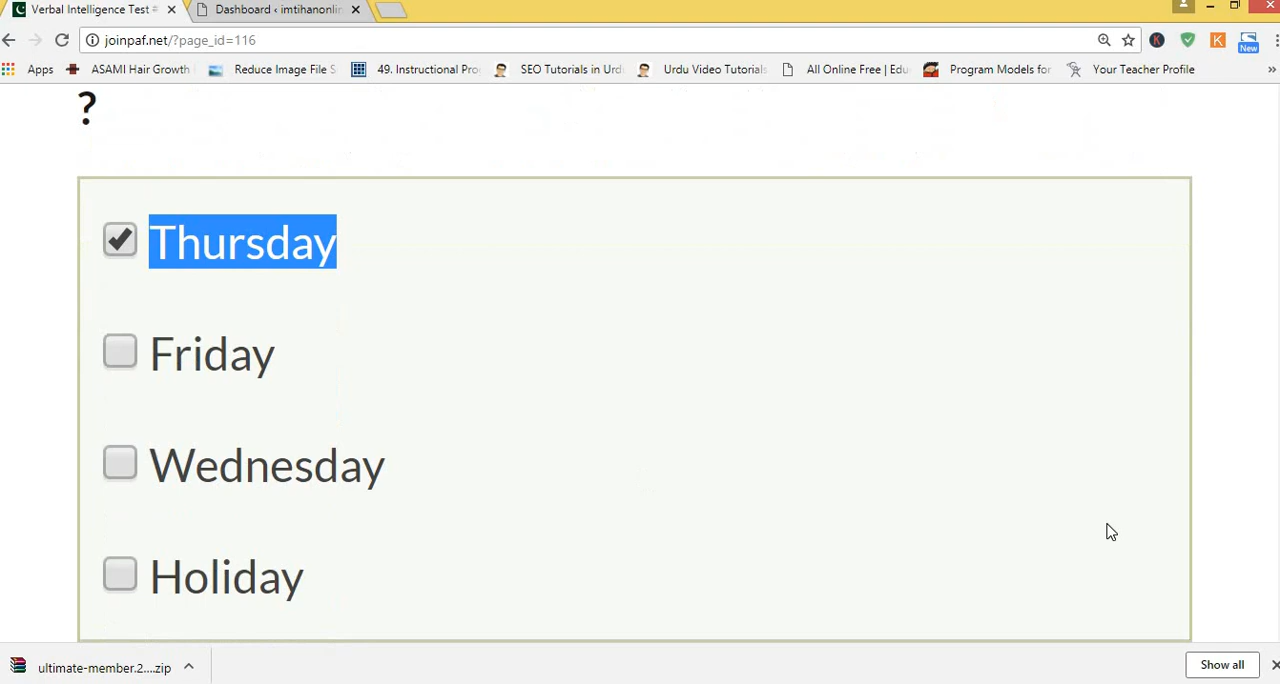 Verbal Intelligence Test
Dashboard ‹ imtihanonlin
joinpaf.net/?page_id=116
Apps
ASAMI Hair Growth
Reduce Image File S
49. Instructional Pro
SEO Tutorials in Urd
Urdu Video Tutorials
All Online Free | Edu
Program Models for
Your Teacher Profile
»
K
K
New
?
Thursday
Friday
Wednesday
Holiday
ultimate-member.2....zip
Show all